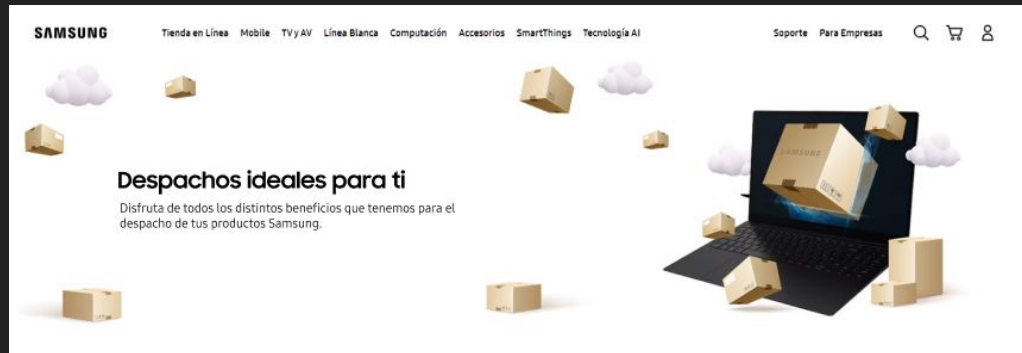 SAMSUNG
Tienda en Línea Mobile TV y AV Línea Blanca Computación Accesorios SmartThings Tecnología AI Soporte Para Empresas
SAMSUNG
Despachos ideales para ti
Disfruta de todos los distintos beneficios que tenemos para el
despacho de tus productos Samsung.